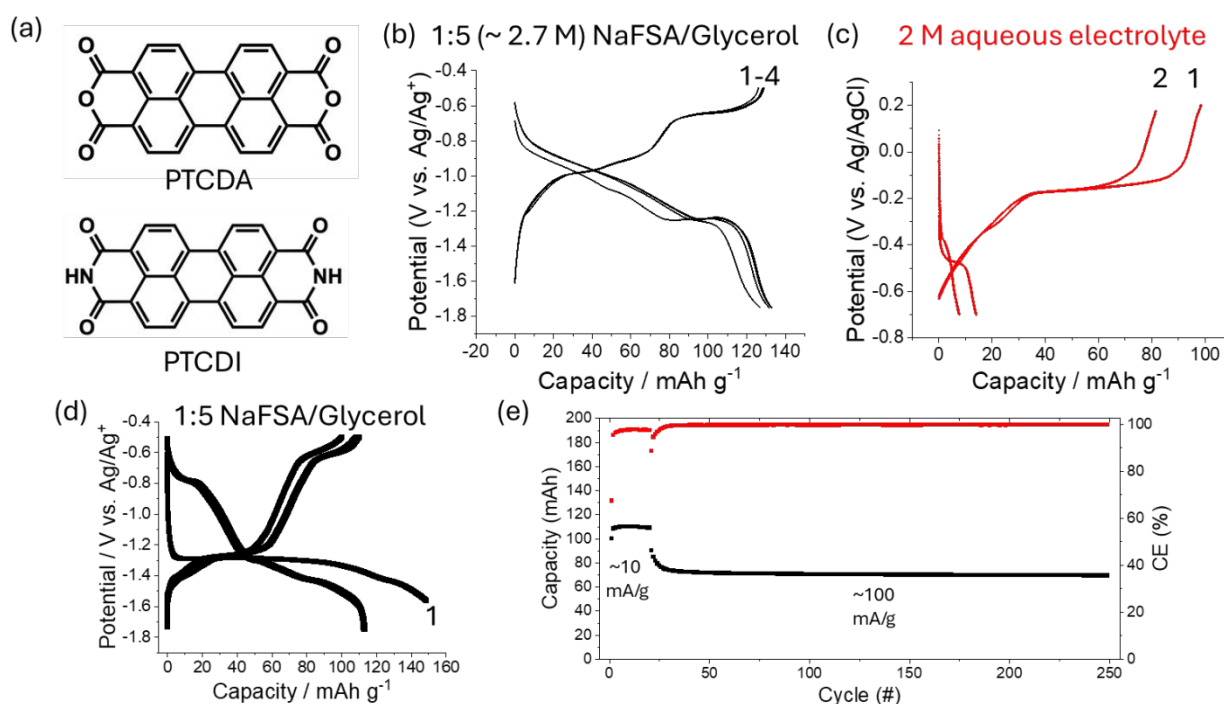 (a)
O O
O O
O O
PTCDA
O O
HN NH
O O
PTCDI
(b) 1:5 (~ 2.7 M) NaFSA/Glycerol
1-4
-0.6
-0.8
-1.0
-1.2
-1.4
-1.6
-1.8
Potential (V vs. Ag/Ag⁺)
-20 0 20 40 60 80 100 120 140
Capacity / mAh g⁻¹
(c) 2 M aqueous electrolyte
2 1
0.2
0.0
-0.2
-0.4
-0.6
-0.8
Potential (V vs. Ag/AgCl)
0 20 40 60 80 100
Capacity / mAh g⁻¹
(d) 1:5 NaFSA/Glycerol
-0.4
-0.6
-0.8
-1.0
-1.2
-1.4
-1.6
-1.8
Potential / V vs. Ag/Ag⁺
1
0 20 40 60 80 100 120 140 160
Capacity / mAh g⁻¹
(e)
200
180
160
140
120
100
80
60
40
20
0
Capacity (mAh)
~10
mA/g
~100
mA/g
100
80
60
40
20
0
CE (%)
0 50 100 150 200 250
Cycle (#)